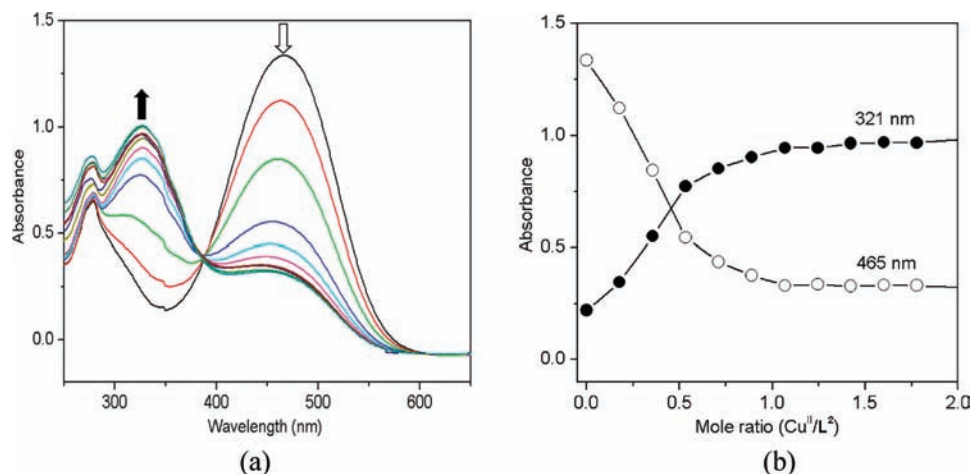 1.5
1.0
0.5
0.0
Absorbance
300 400 500 600
Wavelength (nm)
(a)
1.5
1.0
0.5
0.0
Absorbance
321 nm
465 nm
0.0 0.5 1.0 1.5 2.0
Mole ratio (Cu^II/L²)
(b)